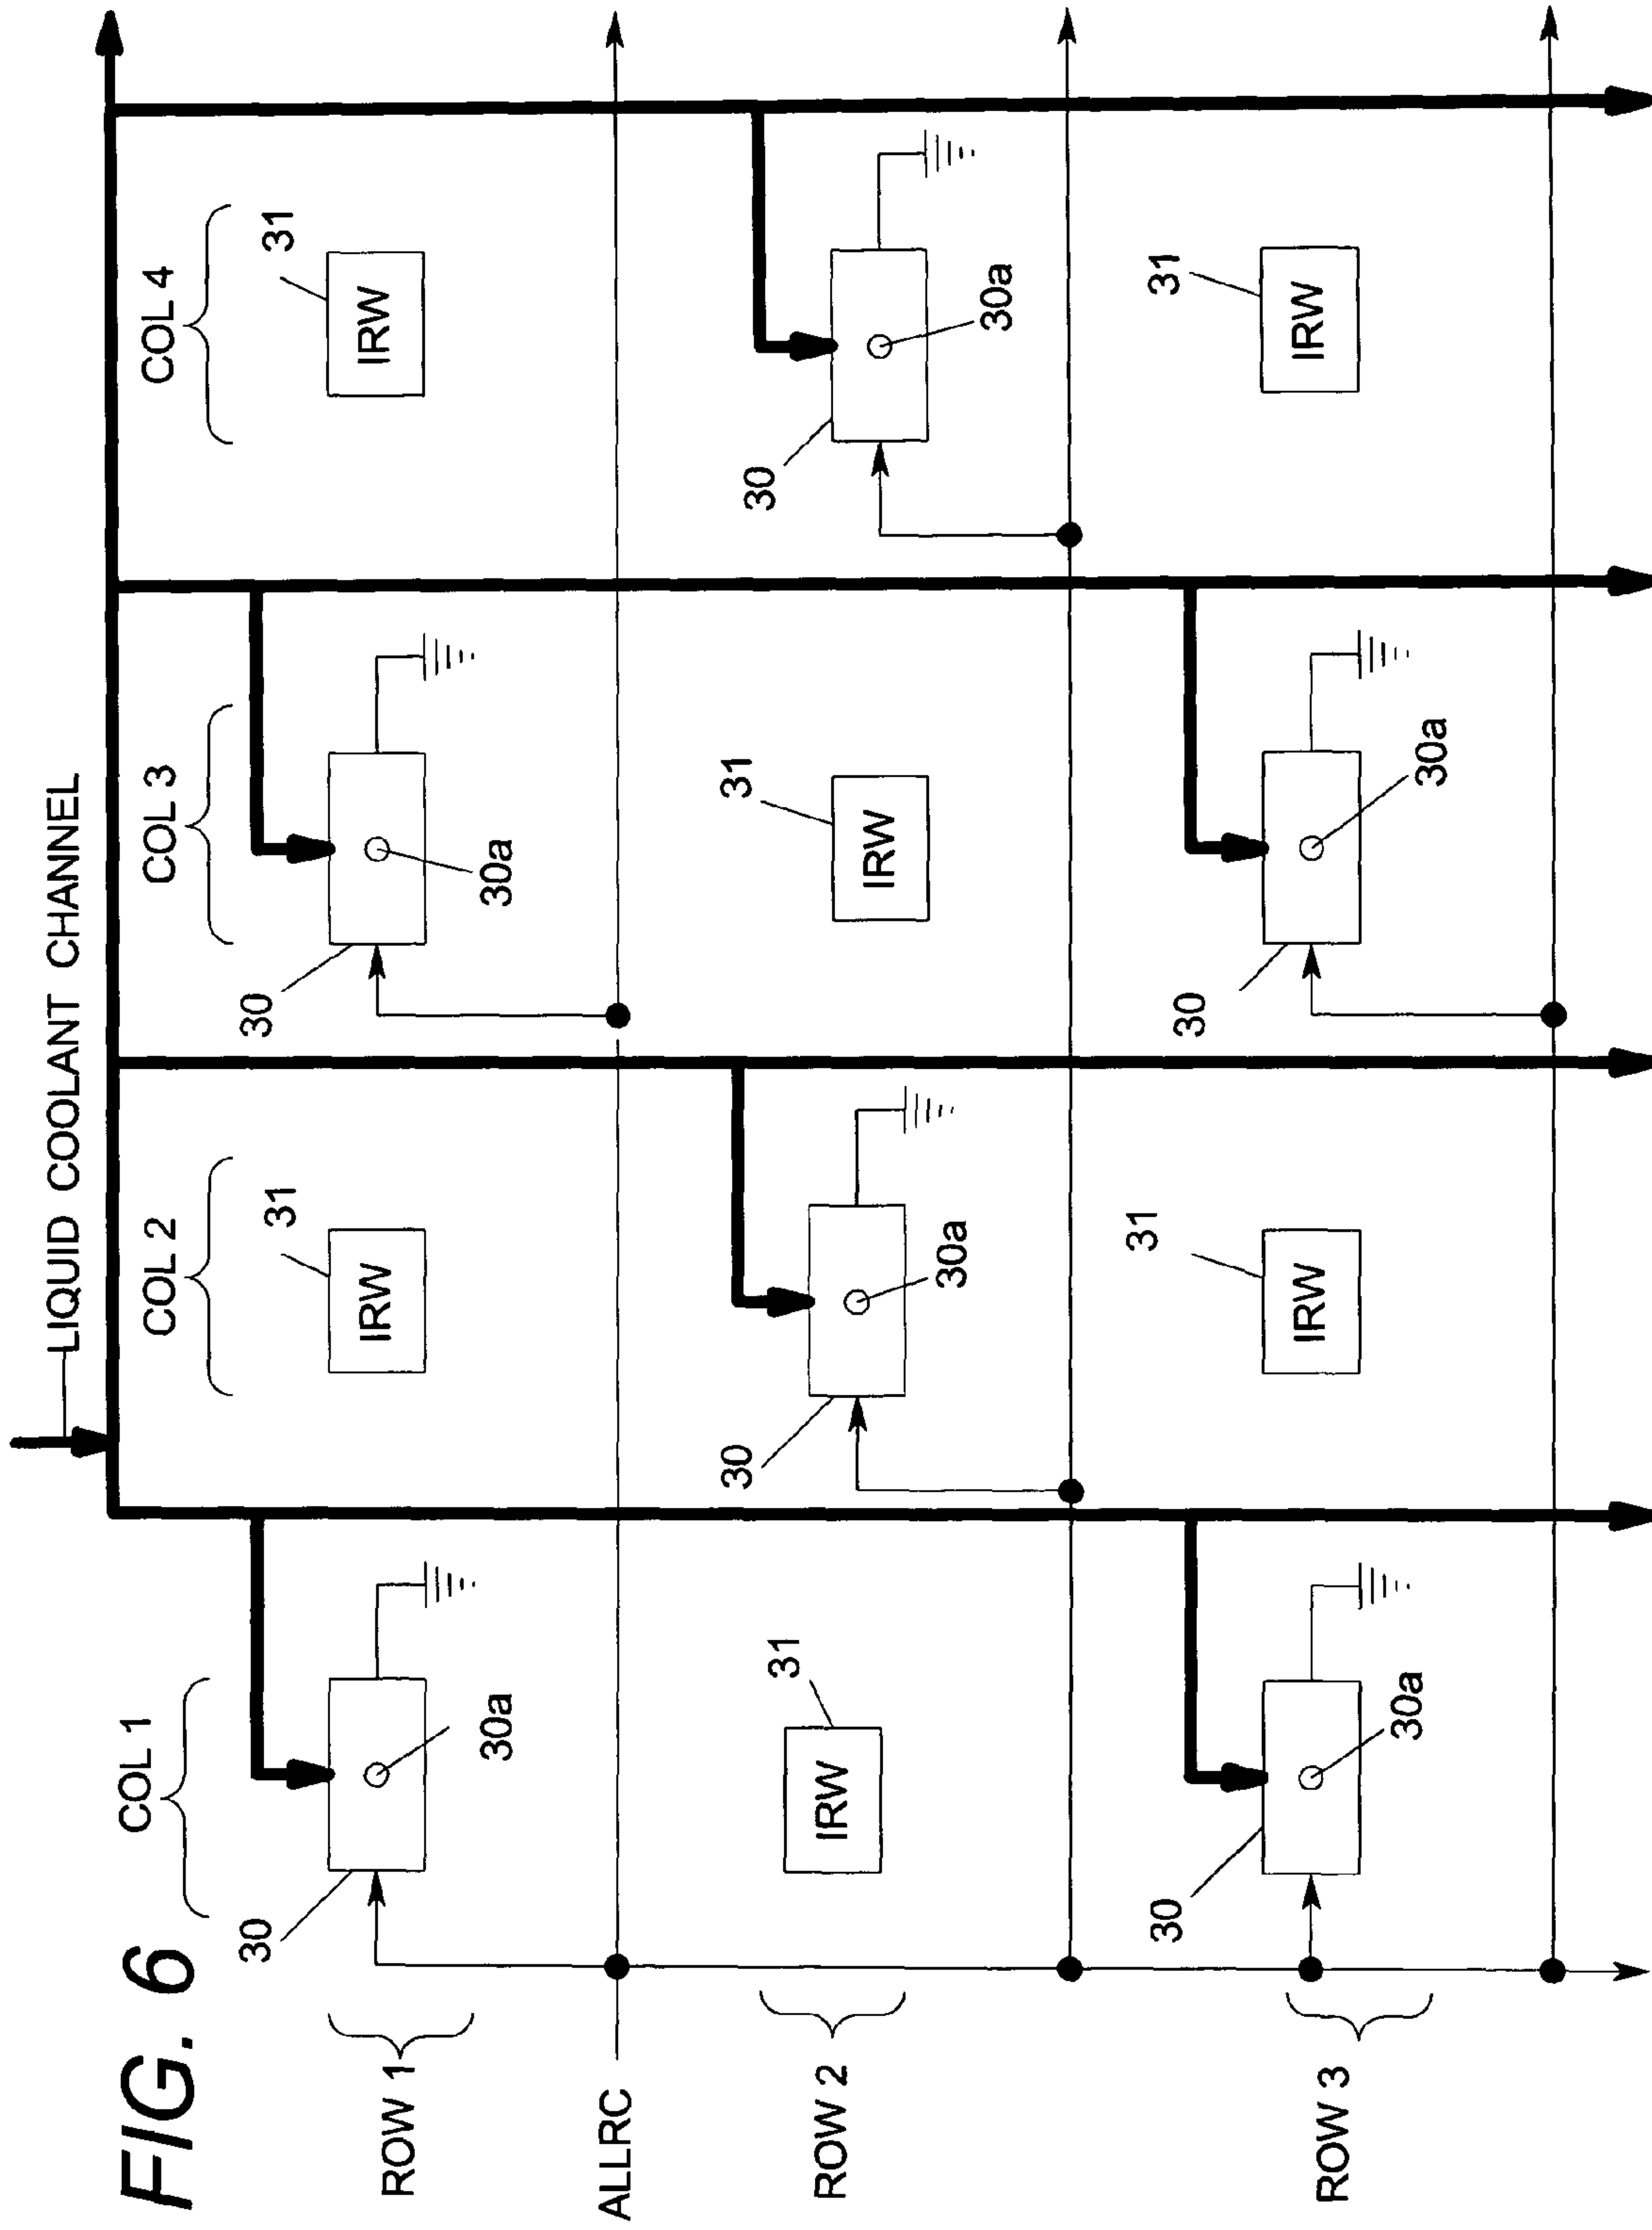 FIG. 6
LIQUID COOLANT CHANNEL
COL 1
COL 2
COL 3
COL 4
ROW 1
30
30a
31
IRW
30
30a
31
IRW
ALLRC
ROW 2
31
IRW
30
30a
31
IRW
30
30a
ROW 3
30
30a
31
IRW
30
30a
31
IRW